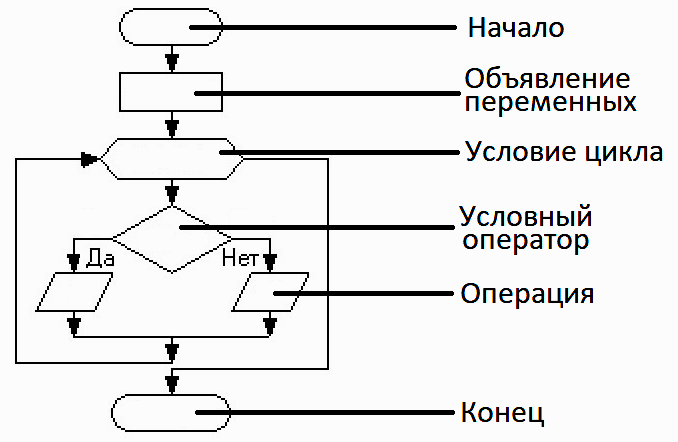 Начало
Объявление
переменных
Условие цикла
Условный
оператор
Да
Нет
Операция
Конец